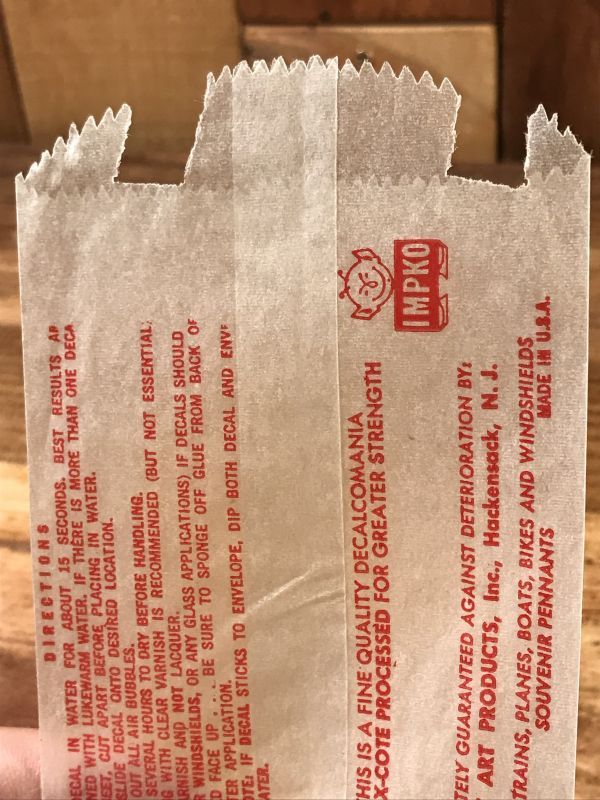 DIRECTIONS
IN WATER FOR ABOUT 15 SECONDS. BEST RESULTS
WITH LUKEWARM WATER. IF THERE IS MORE THAN ONE
CUT APART BEFORE PLACING IN WATER.
SLIDE DECAL ONTO DESIRED LOCATION.
OUT ALL AIR BUBBLES.
SEVERAL HOURS TO DRY BEFORE HANDLING.
WITH CLEAR VARNISH IS RECOMMENDED (BUT NOT ESSENTIAL:
AND NOT LACQUER.
WINDSHIELDS, OR ANY GLASS APPLICATIONS) IF DECALS SHOULD
FACE UP .... BE SURE TO SPONGE OFF GLUE FROM BACK OF
APPLICATION.
IF DECAL STICKS TO ENVELOPE, DIP BOTH DECAL AND
IMPKO
THIS IS A FINE QUALITY DECALCOMANIA
X-COTE PROCESSED FOR GREATER STRENGTH
GUARANTEED AGAINST DETERIORATION BY:
ART PRODUCTS, Inc., Hackensack, N. J.
TRAINS, PLANES, BOATS, BIKES AND WINDSHIELDS
SOUVENIR PENNANTS
MADE IN U.S.A.